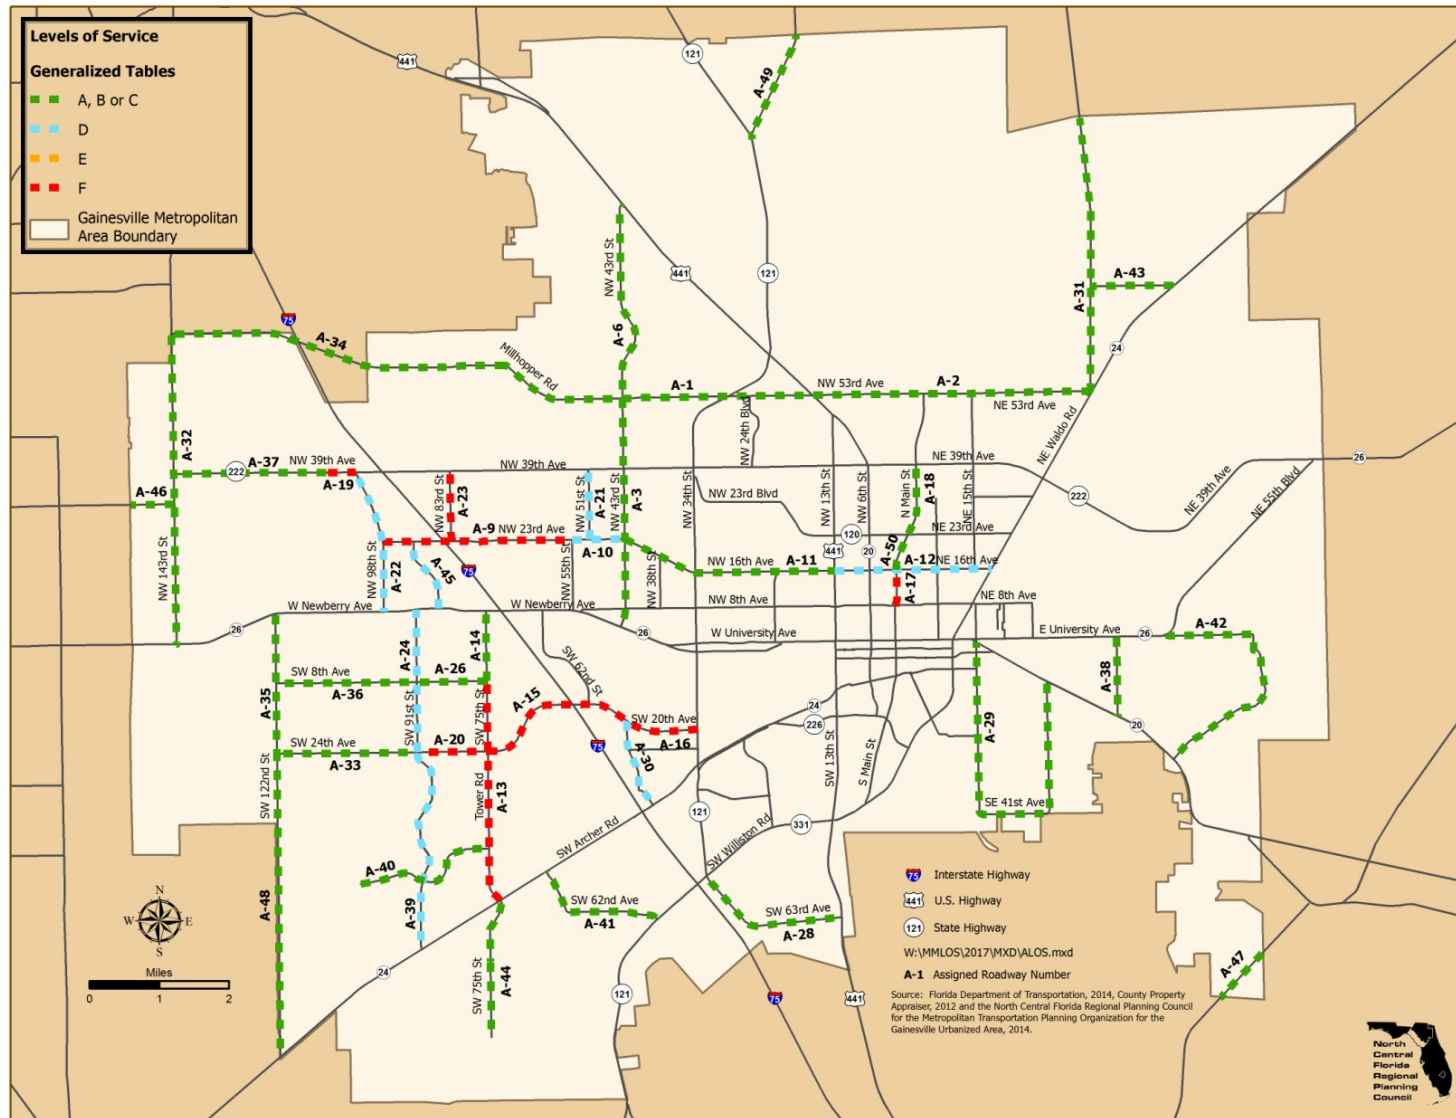 Levels of Service
Generalized Tables
A, B or C
D
E
F
Gainesville Metropolitan
Area Boundary
441
121
A-49
NW 43rd St
441
121
A-31
A-43
75
A-34
A-6
24
Millhopper Rd
A-1
NW 53rd Ave
A-2
NE 53rd Ave
NW 24th Blvd
NE Waldo Rd
A-32
A-37
NW 39th Ave
222
A-19
NW 39th Ave
NE 39th Ave
26
NW 83rd St
A-23
NW 51st St
A-21
NW 43rd St
A-3
NW 34th St
NW 23rd Blvd
NW 13th St
NW 6th St
N Main St
A-18
NE 15th St
222
NE 39th Ave
NE 55th Blvd
A-46
A-9
NW 23rd Ave
A-10
120
NE 23rd Ave
441
20
A-50
NW 143rd St
NW 98th St
A-22
A-45
75
NW 55th St
NW 38th St
NW 16th Ave
A-11
A-12
NE 16th Ave
A-17
W Newberry Ave
W Newberry Ave
NW 8th Ave
NE 8th Ave
26
26
W University Ave
E University Ave
26
A-42
A-24
A-14
SW 8th Ave
A-26
A-36
SW 62nd St
A-38
A-35
SW 91st St
SW 75th St
A-15
SW 20th Ave
24
226
20
A-29
SW 24th Ave
A-33
A-20
75
A-30
A-16
SW 122nd St
Tower Rd
A-13
SW 13th St
S Main St
SE 41st Ave
121
331
SW Archer Rd
SW Williston Rd
A-40
A-48
A-39
SW 62nd Ave
A-41
SW 63rd Ave
A-28
A-47
24
SW 75th St
A-44
121
75
441
N
W E
S
Miles
0 1 2
75 Interstate Highway
441 U.S. Highway
121 State Highway
W:\MMLOS\2017\MXD\ALOS.mxd
A-1 Assigned Roadway Number
Source: Florida Department of Transportation, 2014, County Property
Appraiser, 2012 and the North Central Florida Regional Planning Council
for the Metropolitan Transportation Planning Organization for the
Gainesville Urbanized Area, 2014.
North
Central
Florida
Regional
Planning
Council